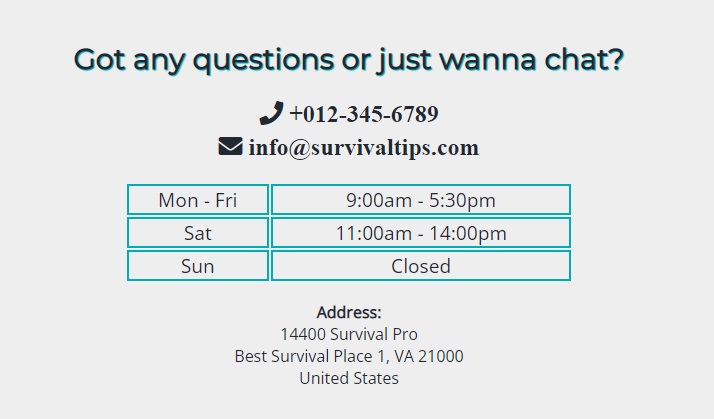 Got any questions or just wanna chat?
+012-345-6789
info@survivaltips.com
Mon - Fri 9:00am - 5:30pm
Sat 11:00am - 14:00pm
Sun Closed
Address:
14400 Survival Pro
Best Survival Place 1, VA 21000
United States